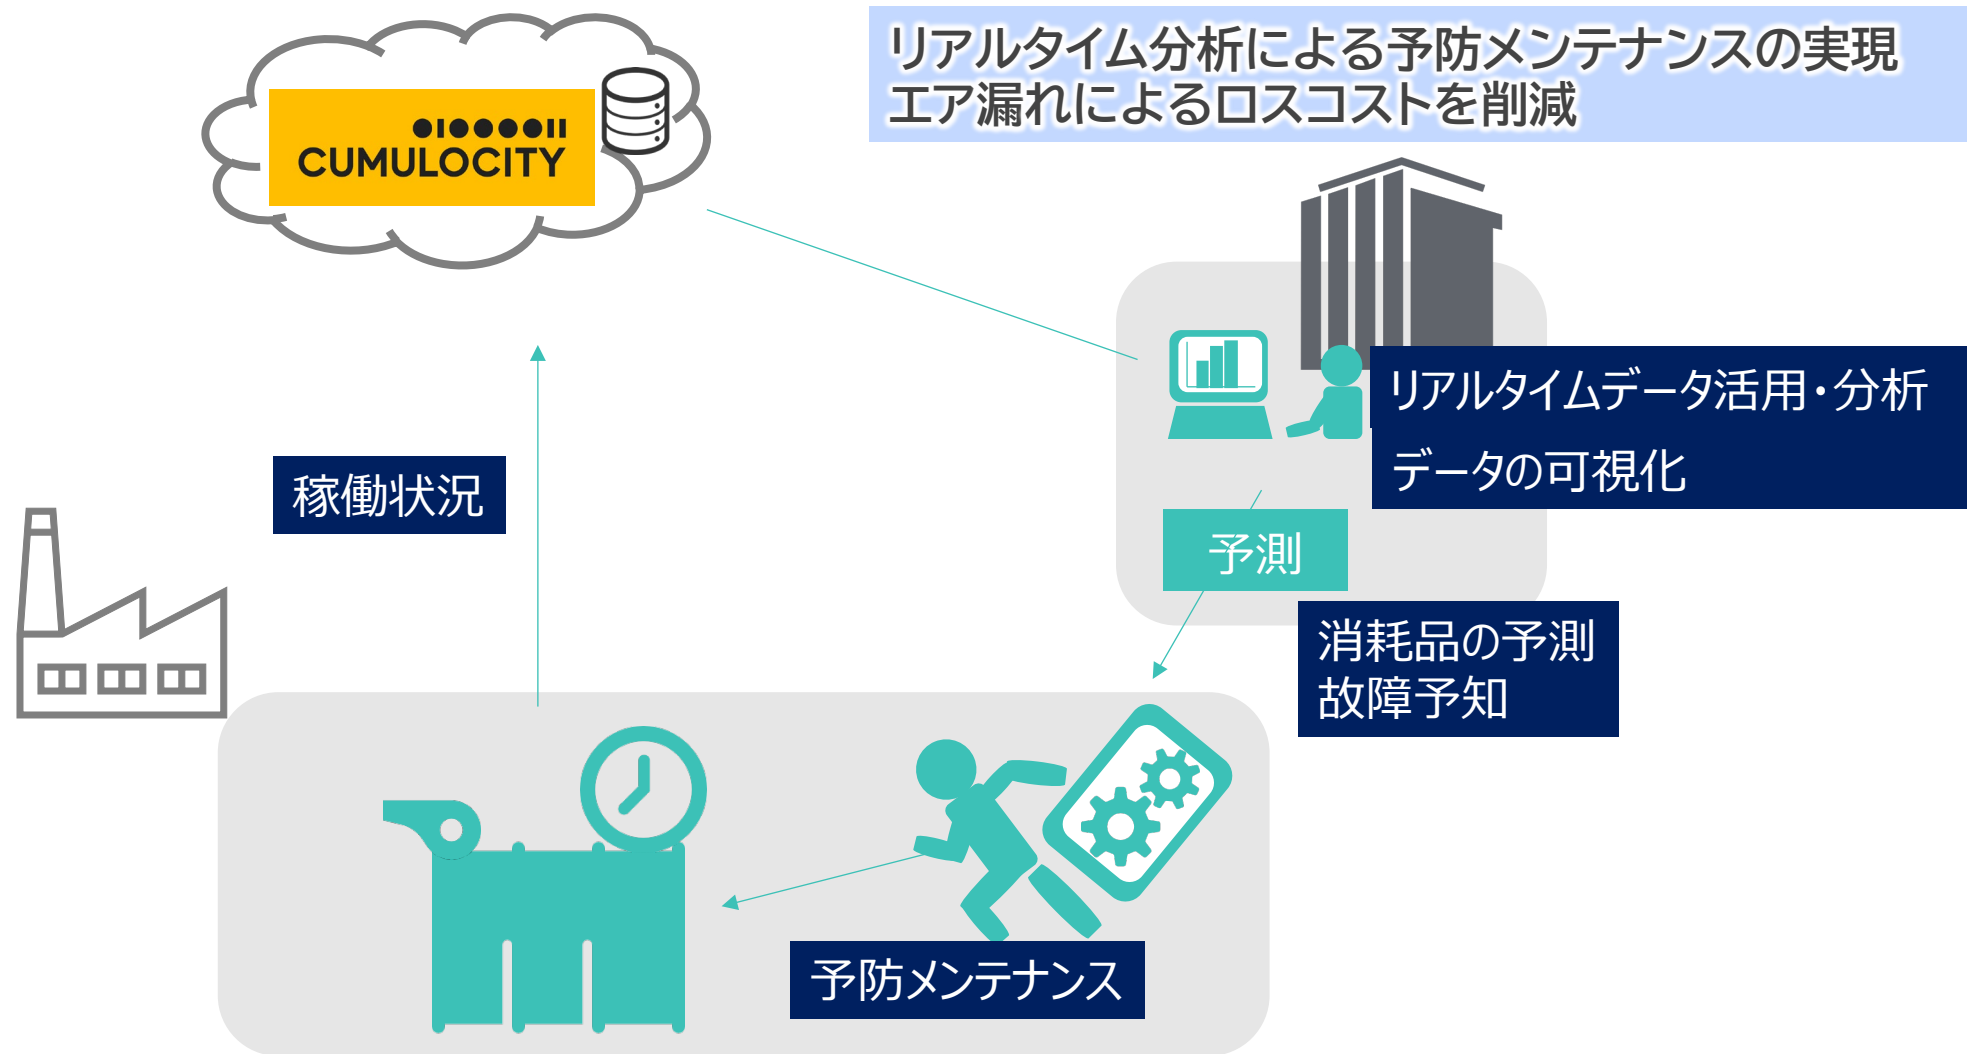 リアルタイム分析による予防メンテナンスの実現
エア漏れによるロスコストを削減
CUMULOCITY
リアルタイムデータ活用・分析
データの可視化
稼働状況
予測
消耗品の予測
故障予知
予防メンテナンス